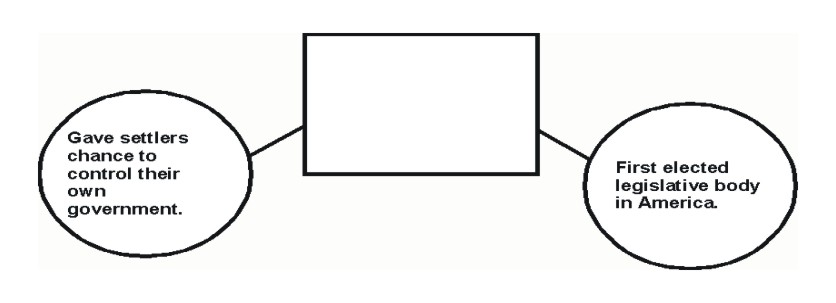 Gave settlers
chance to
control their
own
government.
First elected
legislative body
in America.